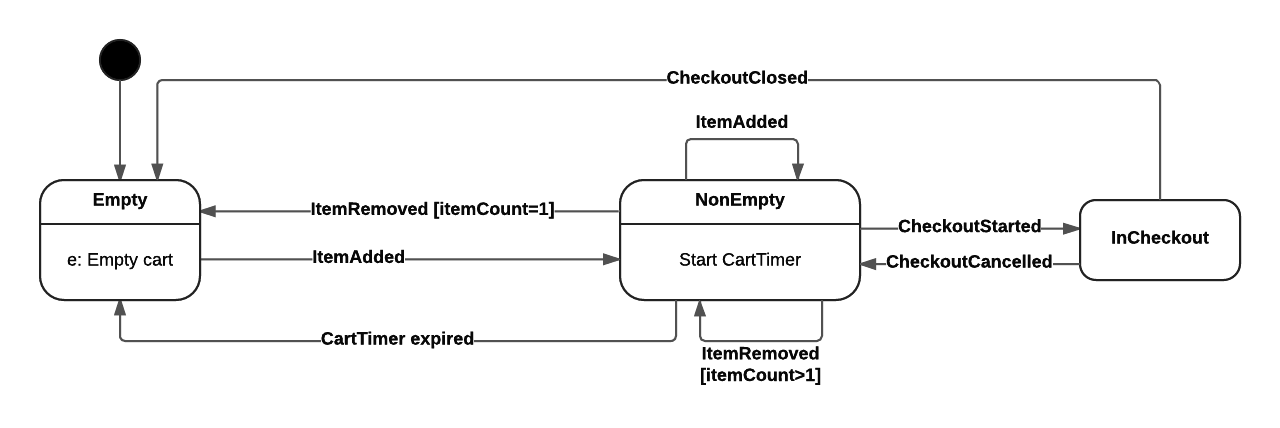 CheckoutClosed
ItemAdded
Empty
ItemRemoved [itemCount=1]
NonEmpty
CheckoutStarted
InCheckout
e: Empty cart
ItemAdded
Start CartTimer
CheckoutCancelled
CartTimer expired
ItemRemoved
[itemCount>1]